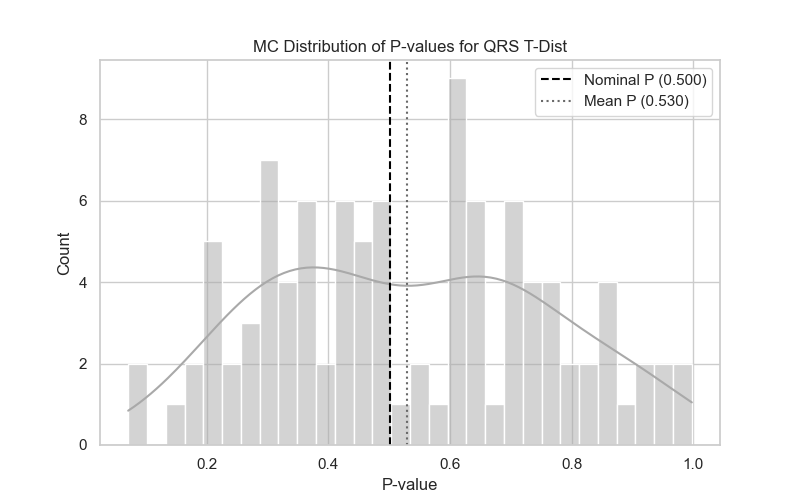 MC Distribution of P-values for QRS T-Dist
Nominal P (0.500)
Mean P (0.530)
Count
8
6
4
2
0
0.2 0.4 0.6 0.8 1.0
P-value